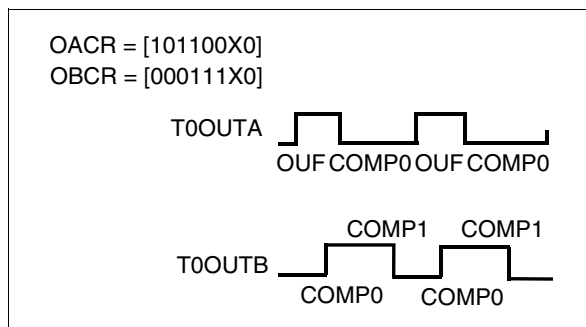 OACR = [101100X0]
OBCR = [000111X0]
T0OUTA
OUF COMP0 OUF COMP0
COMP1 COMP1
T0OUTB
COMP0 COMP0